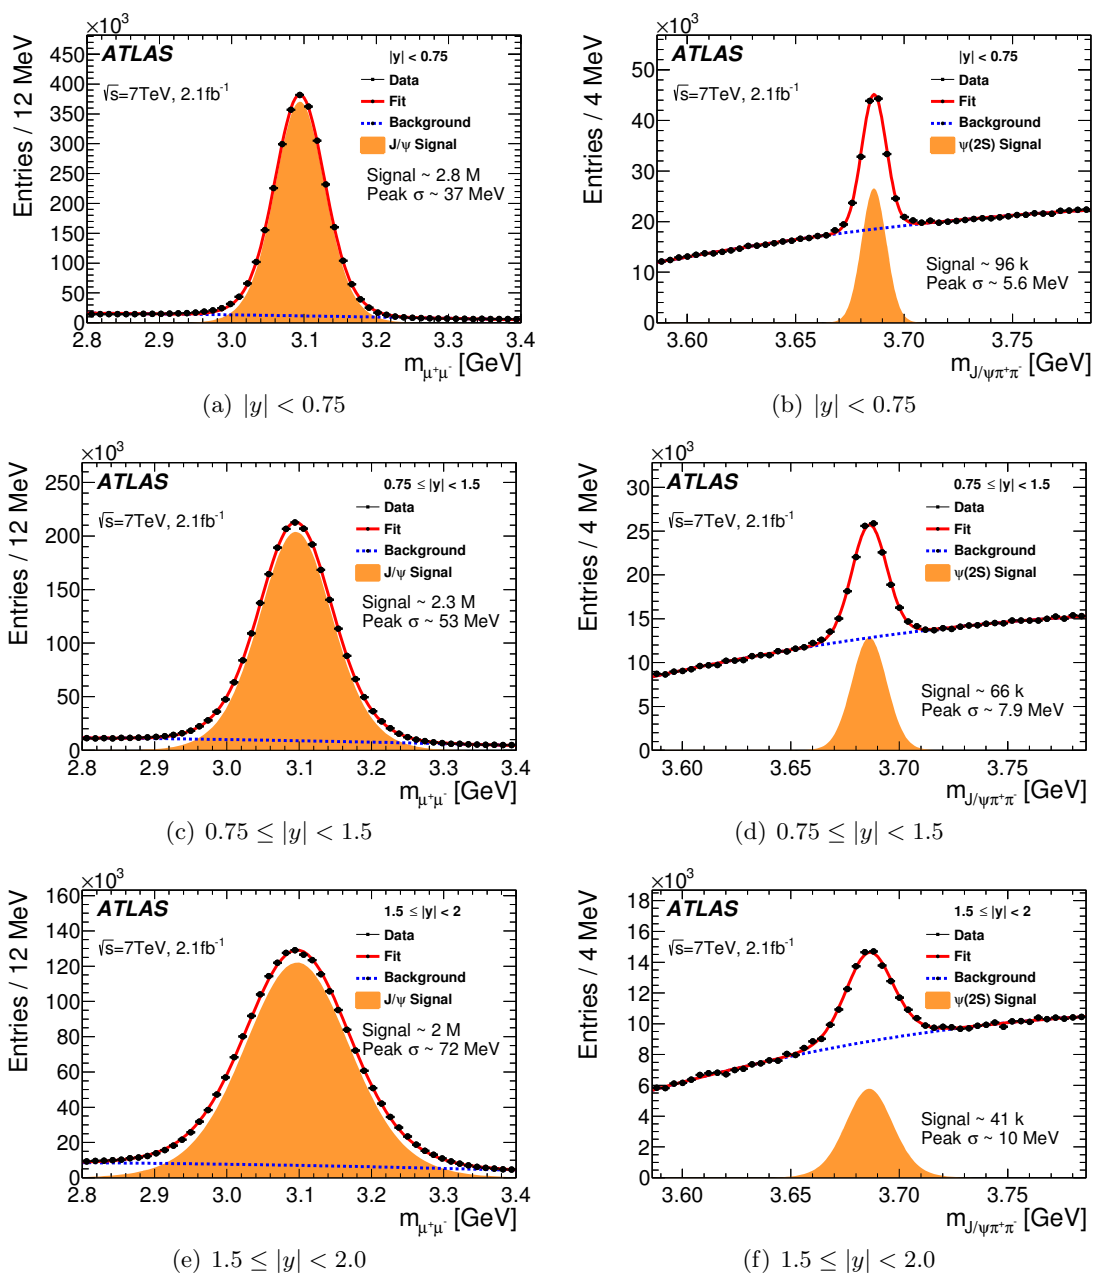 ×10³
ATLAS
|y| < 0.75
√s=7TeV, 2.1fb⁻¹
Data
Fit
Background
J/ψ Signal
Signal ~ 2.8 M
Peak σ ~ 37 MeV
Entries / 12 MeV
450
400
350
300
250
200
150
100
50
0
2.8 2.9 3.0 3.1 3.2 3.3 3.4
m_μ⁺μ⁻ [GeV]
(a) |y| < 0.75
×10³
ATLAS
|y| < 0.75
√s=7TeV, 2.1fb⁻¹
Data
Fit
Background
ψ(2S) Signal
Signal ~ 96 k
Peak σ ~ 5.6 MeV
Entries / 4 MeV
50
40
30
20
10
0
3.60 3.65 3.70 3.75
m_J/ψπ⁺π⁻ [GeV]
(b) |y| < 0.75
×10³
ATLAS
0.75 ≤ |y| < 1.5
√s=7TeV, 2.1fb⁻¹
Data
Fit
Background
J/ψ Signal
Signal ~ 2.3 M
Peak σ ~ 53 MeV
Entries / 12 MeV
250
200
150
100
50
0
2.8 2.9 3.0 3.1 3.2 3.3 3.4
m_μ⁺μ⁻ [GeV]
(c) 0.75 ≤ |y| < 1.5
×10³
ATLAS
0.75 ≤ |y| < 1.5
√s=7TeV, 2.1fb⁻¹
Data
Fit
Background
ψ(2S) Signal
Signal ~ 66 k
Peak σ ~ 7.9 MeV
Entries / 4 MeV
30
25
20
15
10
5
0
3.60 3.65 3.70 3.75
m_J/ψπ⁺π⁻ [GeV]
(d) 0.75 ≤ |y| < 1.5
×10³
ATLAS
1.5 ≤ |y| < 2
√s=7TeV, 2.1fb⁻¹
Data
Fit
Background
J/ψ Signal
Signal ~ 2 M
Peak σ ~ 72 MeV
Entries / 12 MeV
160
140
120
100
80
60
40
20
0
2.8 2.9 3.0 3.1 3.2 3.3 3.4
m_μ⁺μ⁻ [GeV]
(e) 1.5 ≤ |y| < 2.0
×10³
ATLAS
1.5 ≤ |y| < 2
√s=7TeV, 2.1fb⁻¹
Data
Fit
Background
ψ(2S) Signal
Signal ~ 41 k
Peak σ ~ 10 MeV
Entries / 4 MeV
18
16
14
12
10
8
6
4
2
0
3.60 3.65 3.70 3.75
m_J/ψπ⁺π⁻ [GeV]
(f) 1.5 ≤ |y| < 2.0